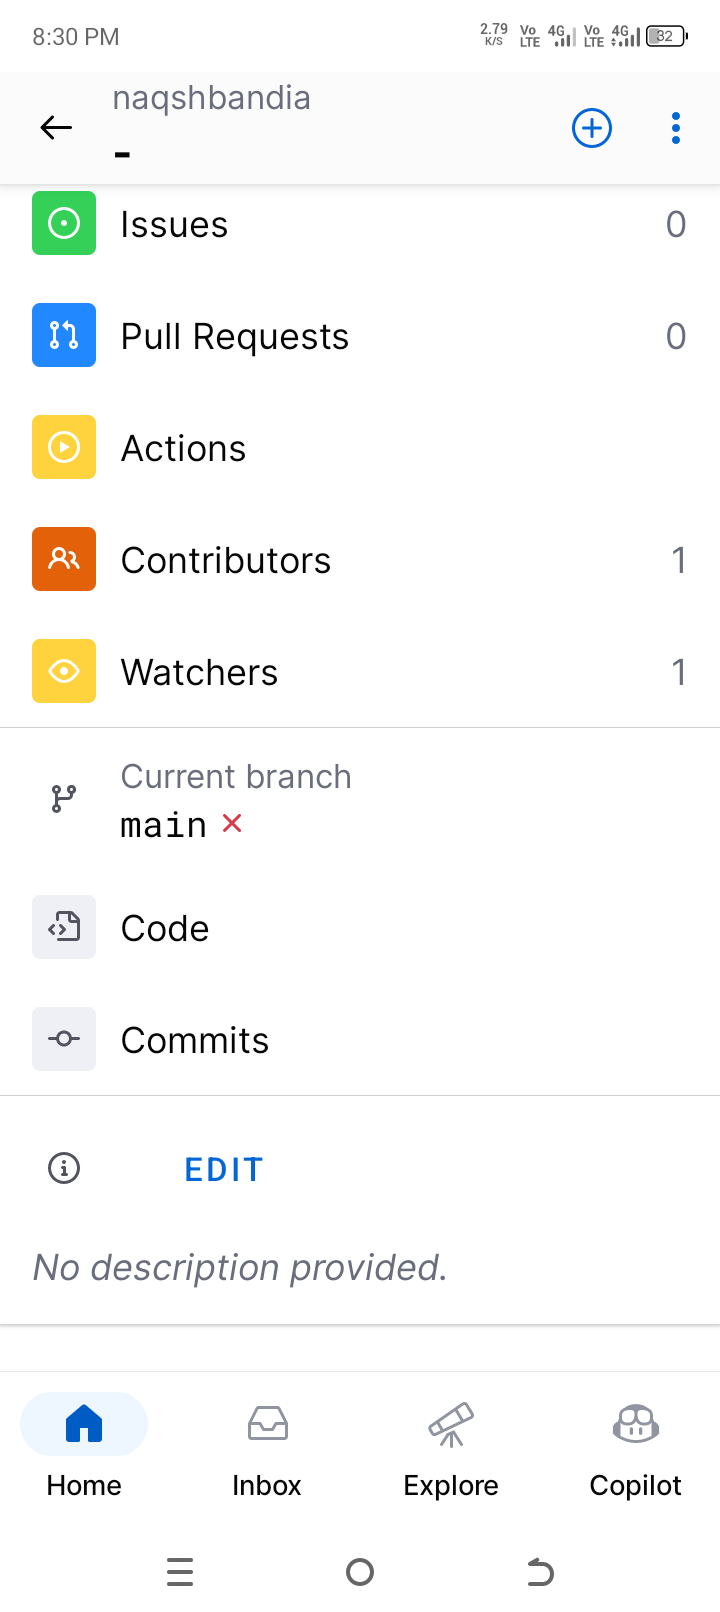 8:30 PM
2.79 K/S Vo LTE 4G Vo LTE 4G 32
naqshbandia
-
Issues 0
Pull Requests 0
Actions
Contributors 1
Watchers 1
Current branch
main
Code
Commits
EDIT
No description provided.
Home Inbox Explore Copilot